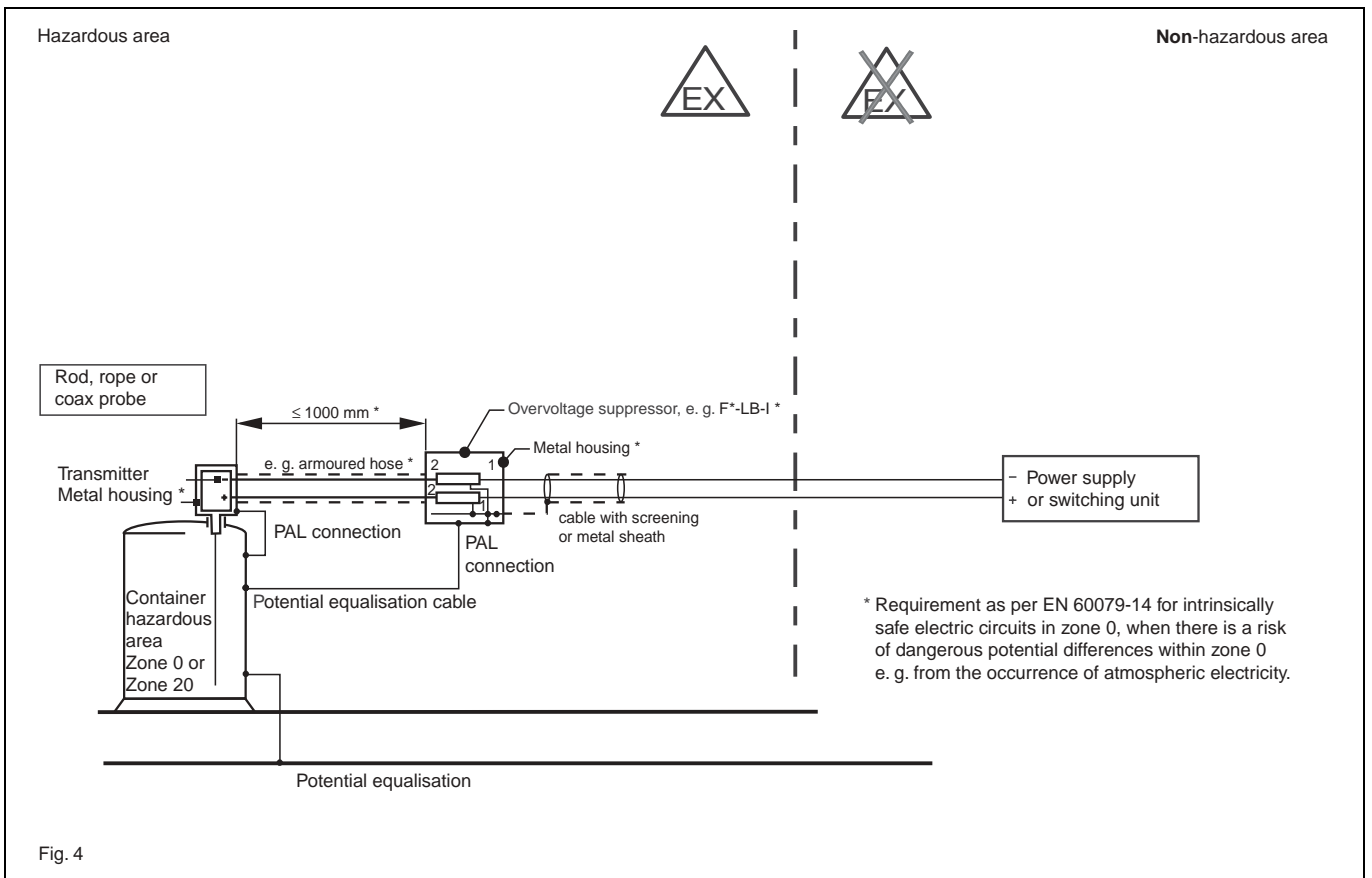 Hazardous area
Non-hazardous area
EX
EX
Rod, rope or
coax probe
≤ 1000 mm *
Overvoltage suppressor, e. g. F*-LB-I *
Metal housing *
e. g. armoured hose *
2
1
2
1
Transmitter
Metal housing *
−
+
− Power supply
+ or switching unit
cable with screening
or metal sheath
PAL connection
PAL
connection
Potential equalisation cable
Container
hazardous
area
Zone 0 or
Zone 20
* Requirement as per EN 60079-14 for intrinsically
safe electric circuits in zone 0, when there is a risk
of dangerous potential differences within zone 0
e. g. from the occurrence of atmospheric electricity.
Potential equalisation
Fig. 4